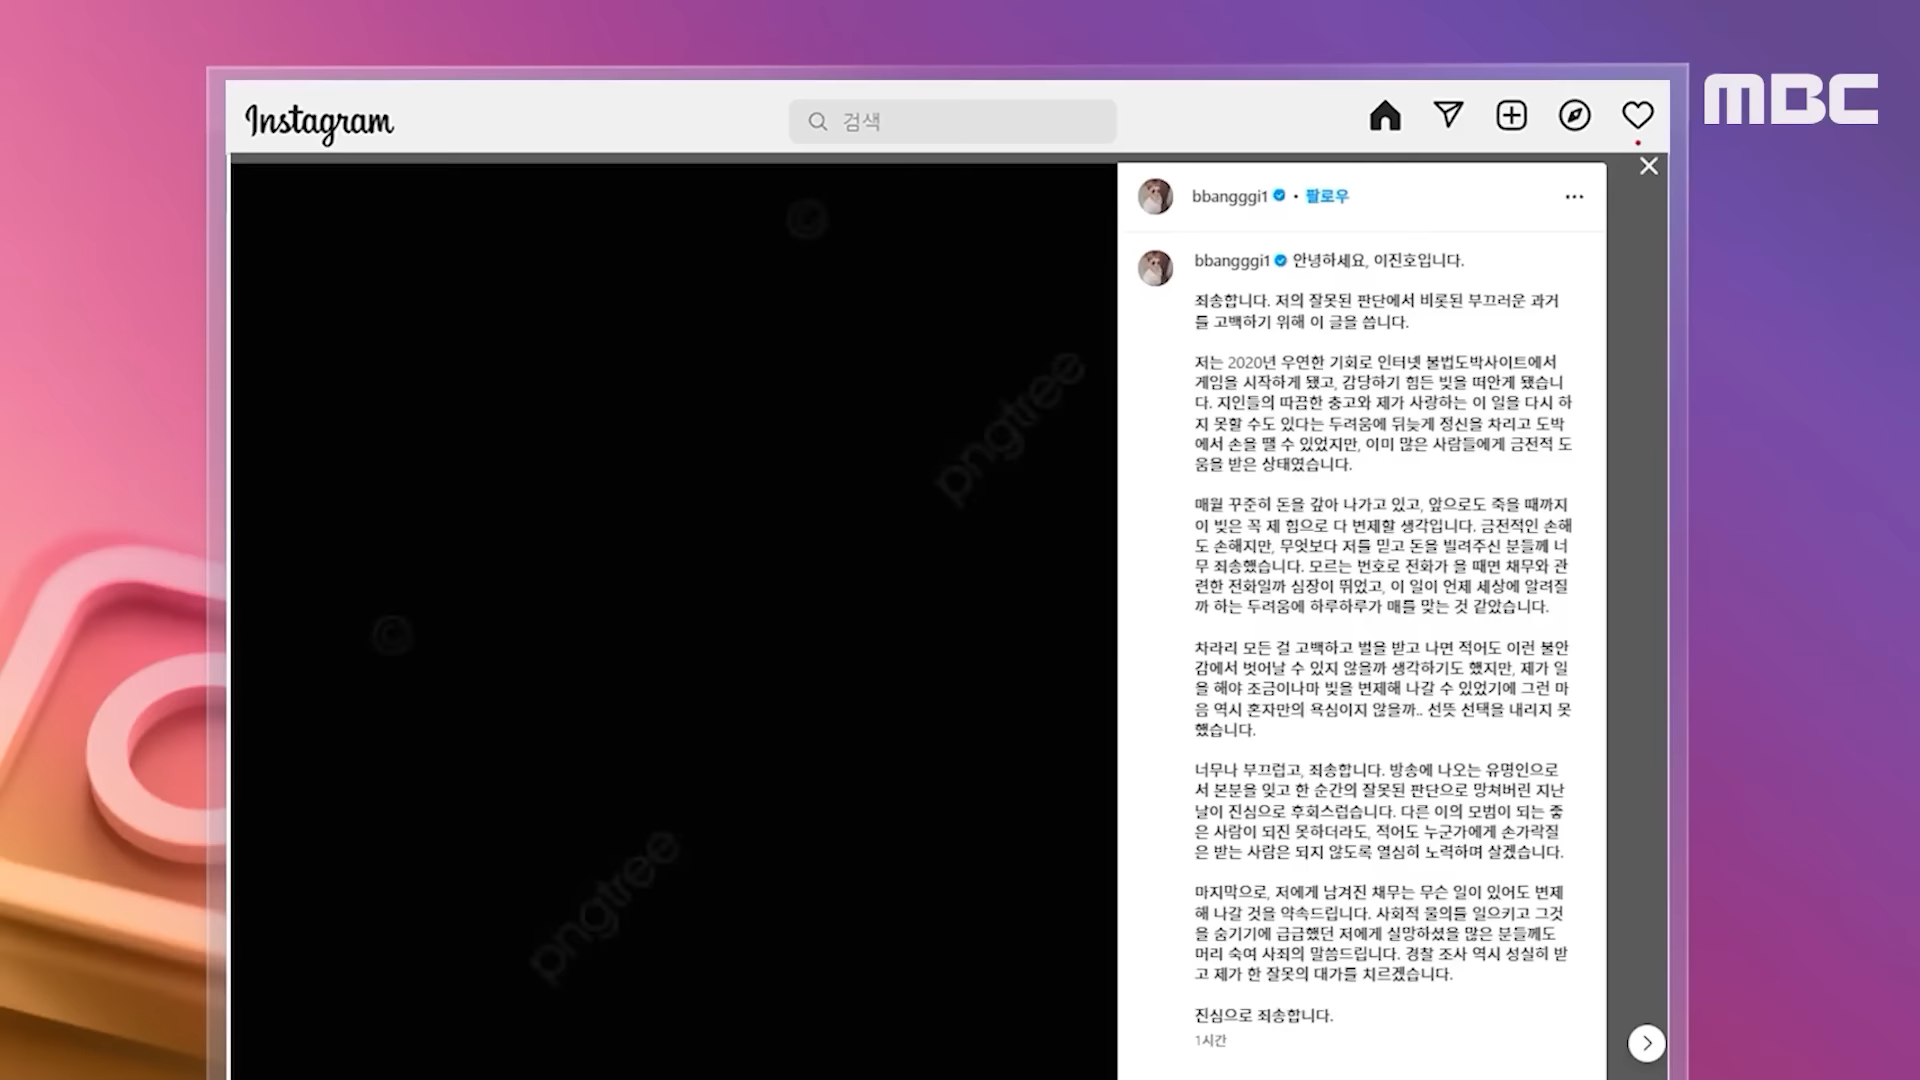 MBC
Instagram
검색
bbangggi1 • 팔로우
bbangggi1 안녕하세요, 이진호입니다.
죄송합니다. 저의 잘못된 판단에서 비롯된 부끄러운 과거
를 고백하기 위해 이 글을 씁니다.
저는 2020년 우연한 기회로 인터넷 불법도박사이트에서
게임을 시작하게 됐고, 감당하기 힘든 빚을 떠안게 됐습니
다. 지인들의 따끔한 충고와 제가 사랑하는 이 일을 다시 하
지 못할 수도 있다는 두려움에 뒤늦게 정신을 차리고 도박
에서 손을 땔 수 있었지만, 이미 많은 사람들에게 금전적 도
움을 받은 상태였습니다.
매월 꾸준히 돈을 갚아 나가고 있고, 앞으로도 죽을 때까지
이 빚은 꼭 제 힘으로 다 변제할 생각입니다. 금전적인 손해
도 손해지만, 무엇보다 저를 믿고 돈을 빌려주신 분들께 너
무 죄송했습니다. 모르는 번호로 전화가 올 때면 채무와 관
련한 전화일까 심장이 뛰었고, 이 일이 언제 세상에 알려질
까 하는 두려움에 하루하루가 매를 맞는 것 같았습니다.
차라리 모든 걸 고백하고 벌을 받고 나면 적어도 이런 불안
감에서 벗어날 수 있지 않을까 생각하기도 했지만, 제가 일
을 해야 조금이나마 빚을 변제해 나갈 수 있었기에 그런 마
음 역시 혼자만의 욕심이지 않을까.. 선뜻 선택을 내리지 못
했습니다.
너무나 부끄럽고, 죄송합니다. 방송에 나오는 유명인으로
서 본분을 잊고 한 순간의 잘못된 판단으로 망쳐버린 지난
날이 진심으로 후회스럽습니다. 다른 이의 모범이 되는 좋
은 사람이 되진 못하더라도, 적어도 누군가에게 손가락질
은 받는 사람은 되지 않도록 열심히 노력하며 살겠습니다.
마지막으로, 저에게 남겨진 채무는 무슨 일이 있어도 변제
해 나갈 것을 약속드립니다. 사회적 물의를 일으키고 그것
을 숨기기에 급급했던 저에게 실망하셨을 많은 분들께도
머리 숙여 사죄의 말씀드립니다. 경찰 조사 역시 성실히 받
고 제가 한 잘못의 대가를 치르겠습니다.
진심으로 죄송합니다.
1시간
pngtree
pngtree